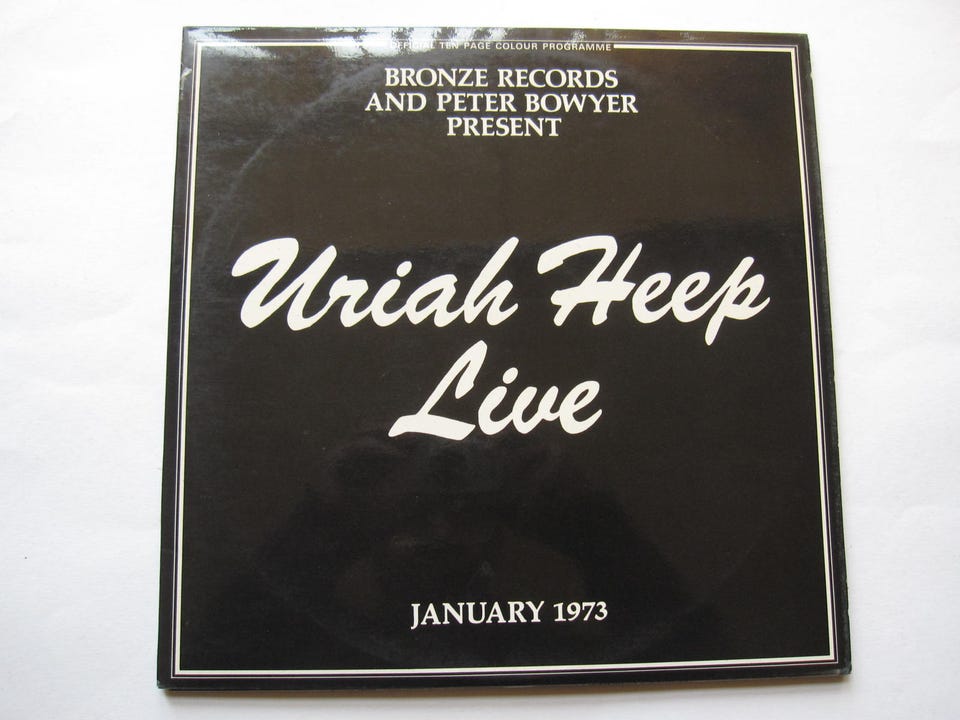 OFFICIAL TEN PAGE COLOUR PROGRAMME
BRONZE RECORDS
AND PETER BOWYER
PRESENT
Uriah Heep
Live
JANUARY 1973